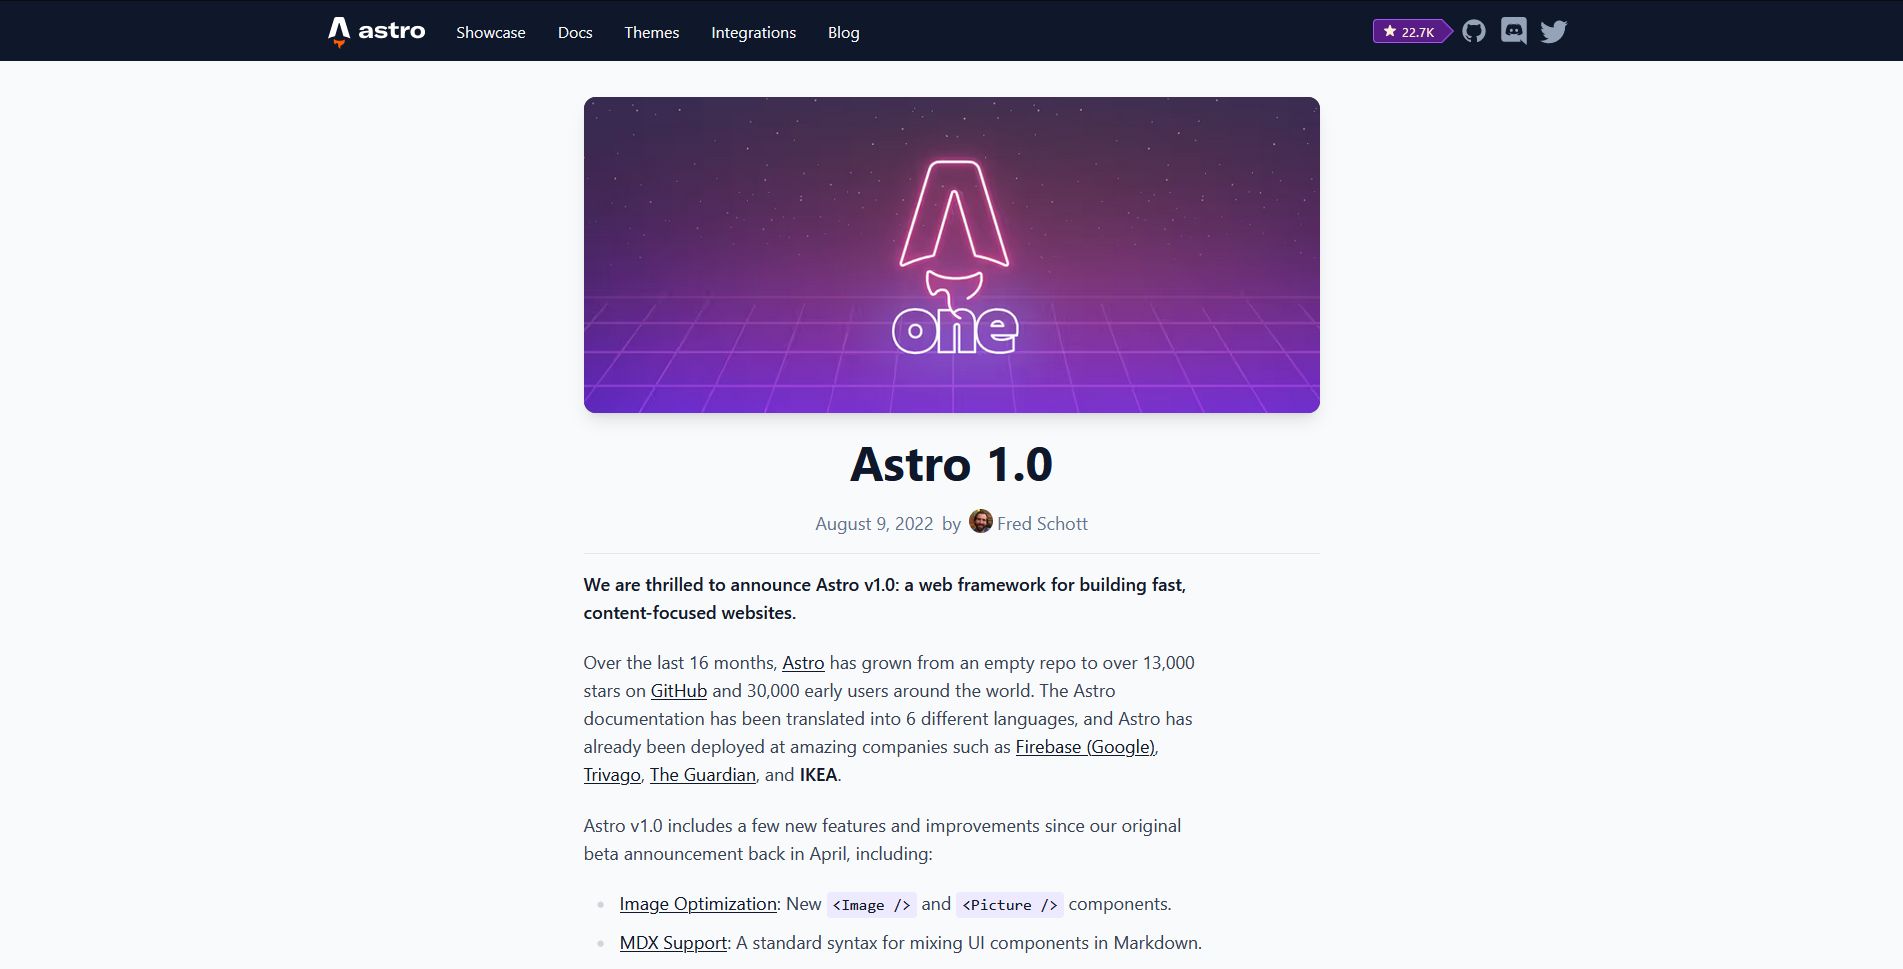 astro Showcase Docs Themes Integrations Blog 22.7K
one
Astro 1.0
August 9, 2022 by Fred Schott
We are thrilled to announce Astro v1.0: a web framework for building fast,
content-focused websites.
Over the last 16 months, Astro has grown from an empty repo to over 13,000
stars on GitHub and 30,000 early users around the world. The Astro
documentation has been translated into 6 different languages, and Astro has
already been deployed at amazing companies such as Firebase (Google),
Trivago, The Guardian, and IKEA.
Astro v1.0 includes a few new features and improvements since our original
beta announcement back in April, including:
Image Optimization: New <Image /> and <Picture /> components.
MDX Support: A standard syntax for mixing UI components in Markdown.